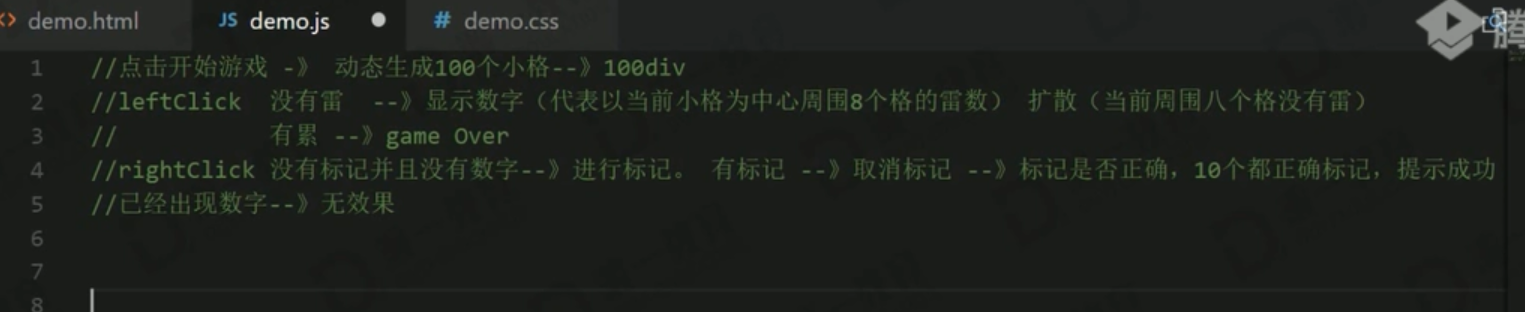 <> demo.html JS demo.js ● # demo.css
腾
1 //点击开始游戏 -》 动态生成100个小格--》100div
2 //leftClick 没有雷 --》显示数字（代表以当前小格为中心周围8个格的雷数） 扩散（当前周围八个格没有雷）
3 // 有累 --》game Over
4 //rightClick 没有标记并且没有数字--》进行标记。 有标记 --》取消标记 --》标记是否正确，10个都正确标记，提示成功
5 //已经出现数字--》无效果
6
7
8